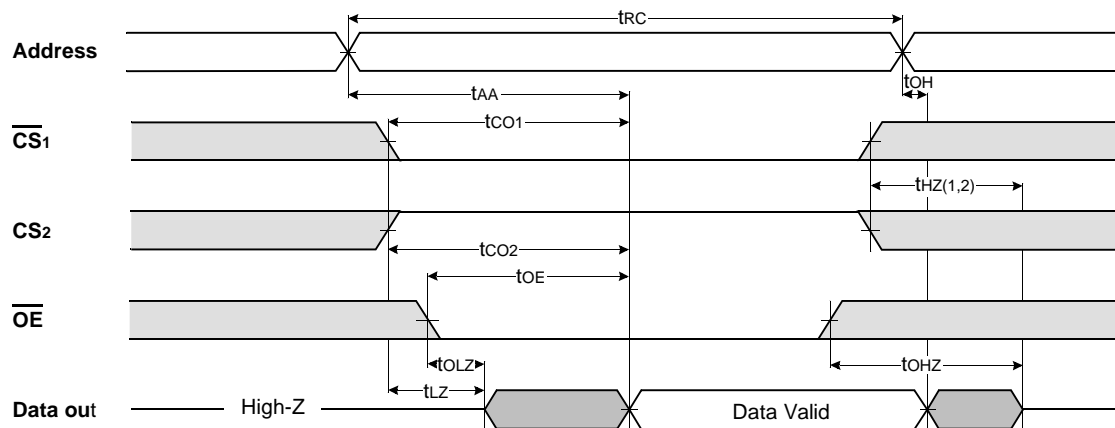 tRC
Address
tOH
tAA
tCO1
CS1
tHZ(1,2)
CS2
tCO2
tOE
OE
tOLZ
tOHZ
tLZ
Data out
High-Z
Data Valid